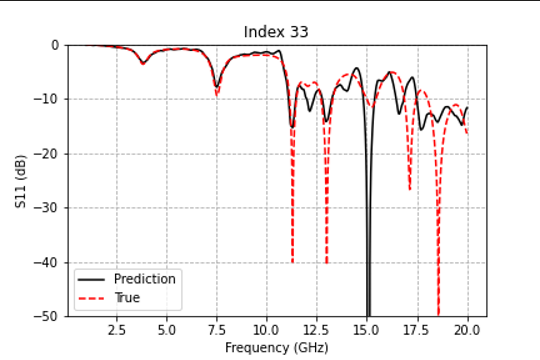 Index 33
0
−10
−20
−30
−40
−50
S11 (dB)
Prediction
True
2.5 5.0 7.5 10.0 12.5 15.0 17.5 20.0
Frequency (GHz)